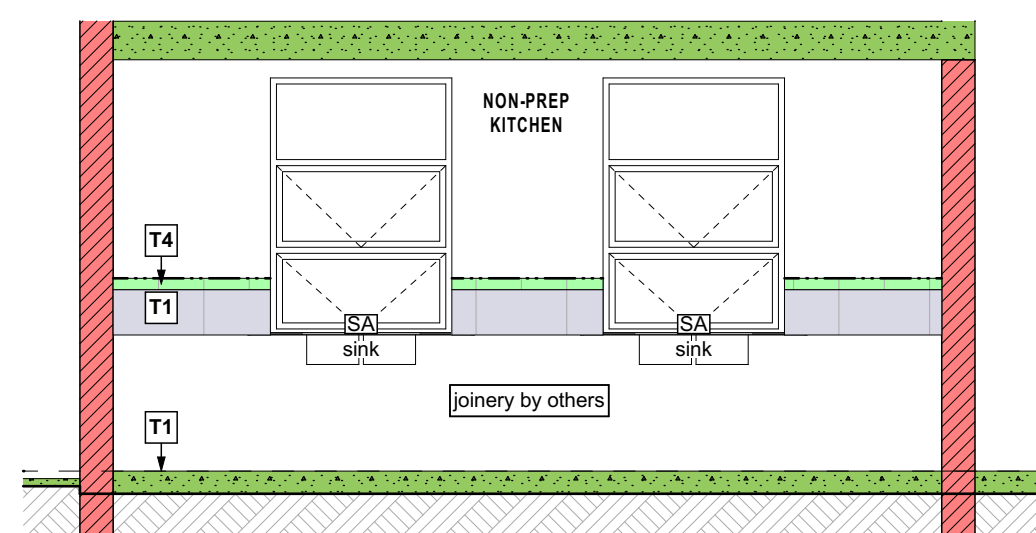 NON-PREP
KITCHEN
T4
T1
SA
SA
sink
sink
joinery by others
T1